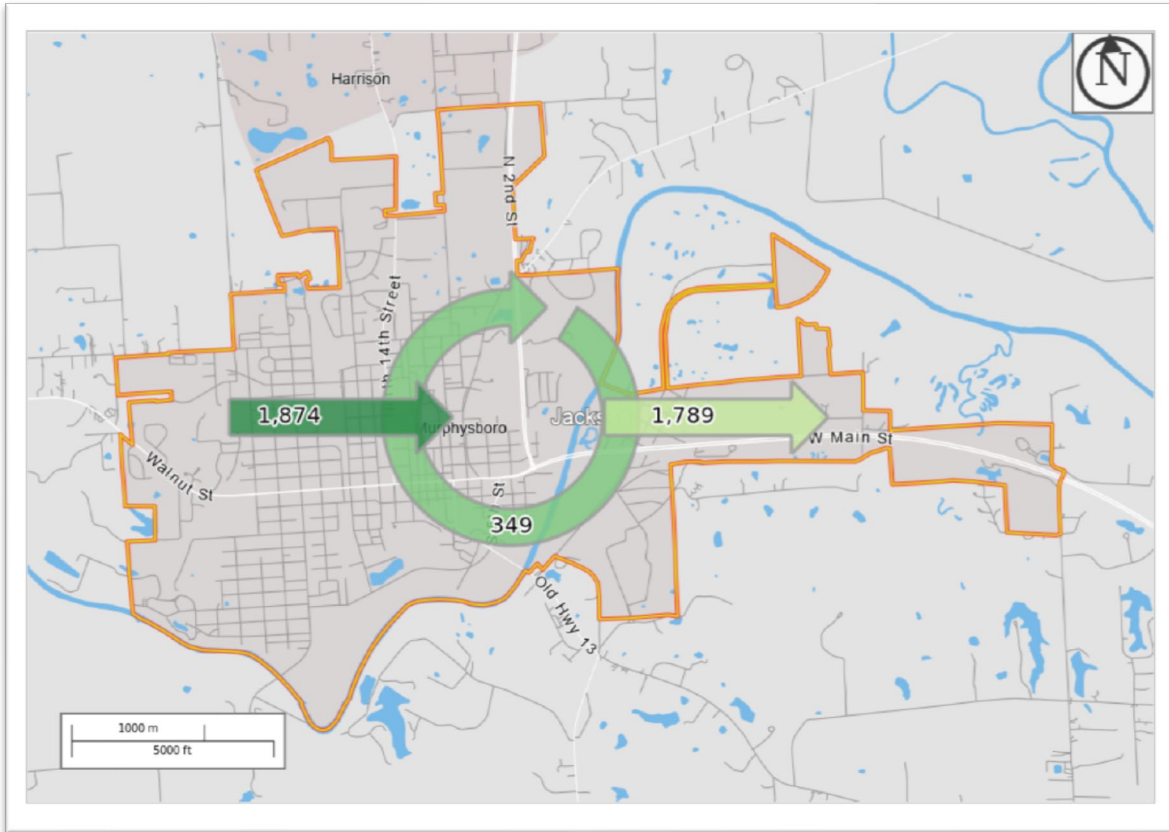 Harrison
N
N 2nd St
14th Street
1,874
Murphysboro
Jacks
1,789
W Main St
Walnut St
St
349
Old Hwy 13
1000 m
5000 ft